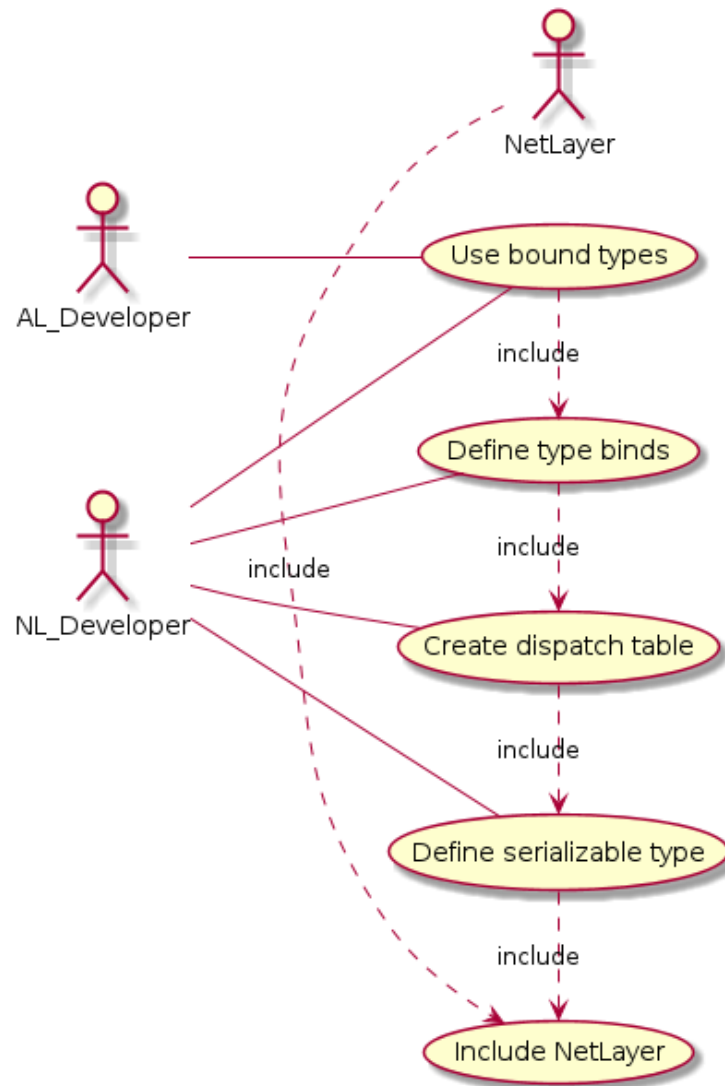 NetLayer
AL_Developer
Use bound types
include
Define type binds
include
NL_Developer
include
Create dispatch table
include
Define serializable type
include
Include NetLayer